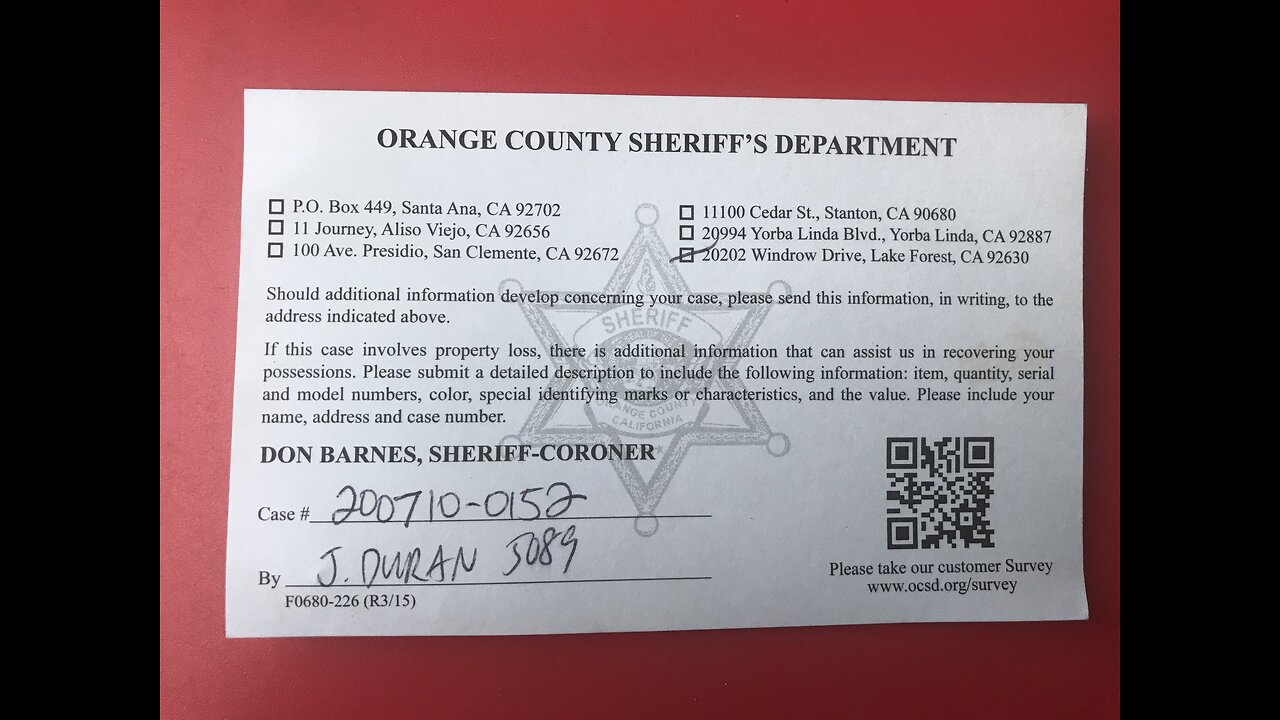 ORANGE COUNTY SHERIFF'S DEPARTMENT
☐ P.O. Box 449, Santa Ana, CA 92702
☐ 11 Journey, Aliso Viejo, CA 92656
☐ 100 Ave. Presidio, San Clemente, CA 92672
☐ 11100 Cedar St., Stanton, CA 90680
☐ 20994 Yorba Linda Blvd., Yorba Linda, CA 92887
☑ 20202 Windrow Drive, Lake Forest, CA 92630
Should additional information develop concerning your case, please send this information, in writing, to the
address indicated above.
If this case involves property loss, there is additional information that can assist us in recovering your
possessions. Please submit a detailed description to include the following information: item, quantity, serial
and model numbers, color, special identifying marks or characteristics, and the value. Please include your
name, address and case number.
SHERIFF
ORANGE COUNTY
CALIFORNIA
DON BARNES, SHERIFF-CORONER
Case # 200710-0152
By J. DURAN 5089
F0680-226 (R3/15)
Please take our customer Survey
www.ocsd.org/survey